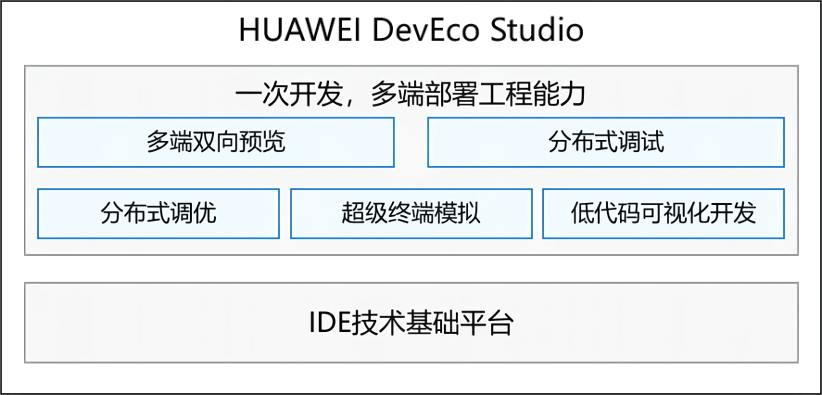 HUAWEI DevEco Studio
一次开发，多端部署工程能力
多端双向预览
分布式调试
分布式调优
超级终端模拟
低代码可视化开发
IDE技术基础平台